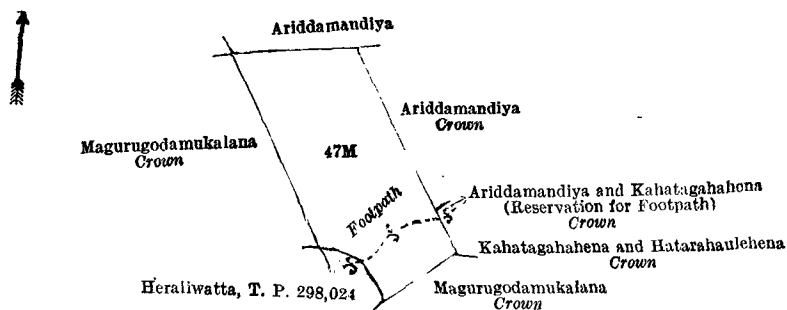 Ariddamandiya
Ariddamandiya
Crown
Magurugodamukalana
Crown
47M
Footpath
Ariddamandiya and Kahatagahahena
(Reservation for Footpath)
Crown
Kahatagahahena and Hatarahaulehena
Crown
Heraliwatta, T. P. 298,024
Magurugodamukalana
Crown